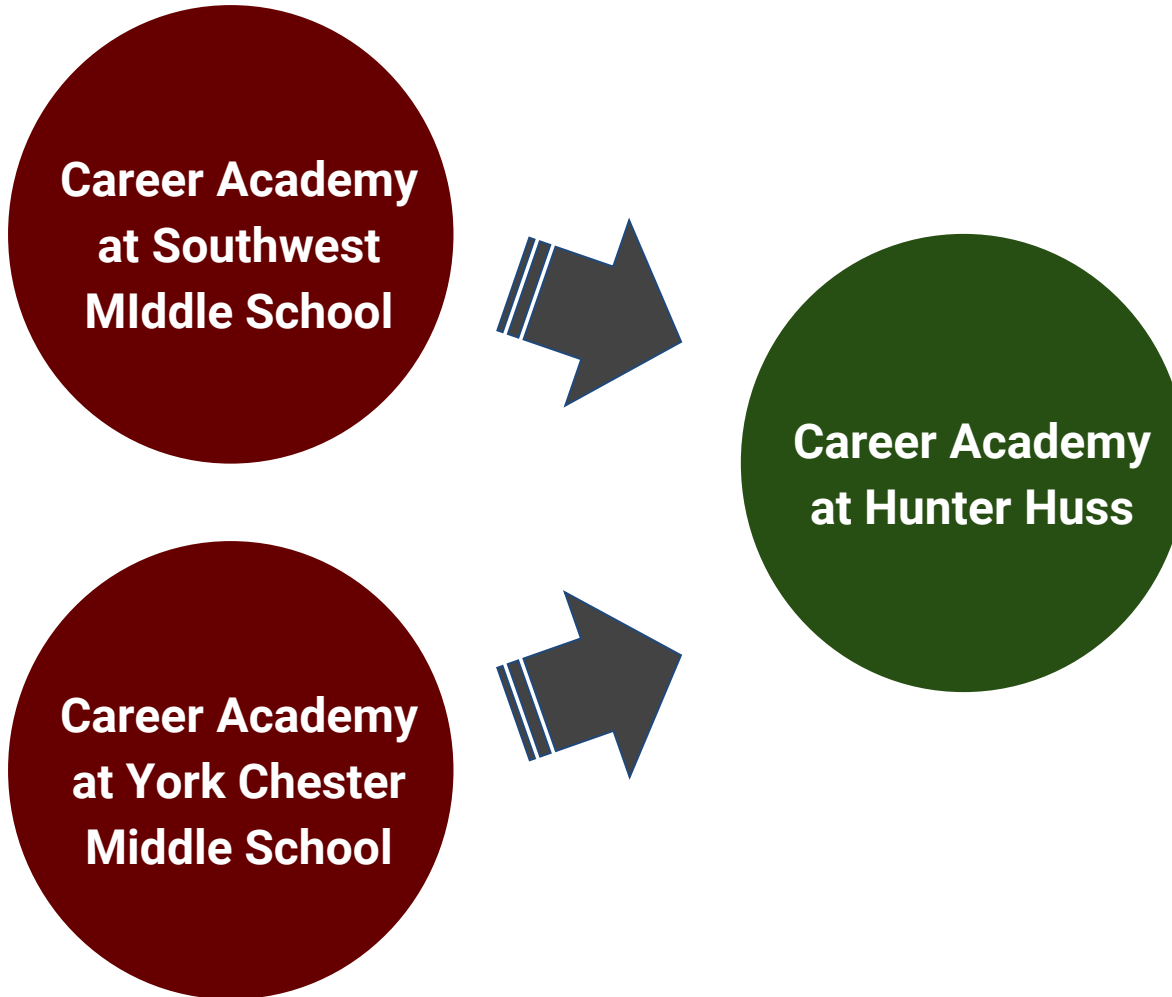 Career Academy
at Southwest
MIddle School
Career Academy
at Hunter Huss
Career Academy
at York Chester
Middle School